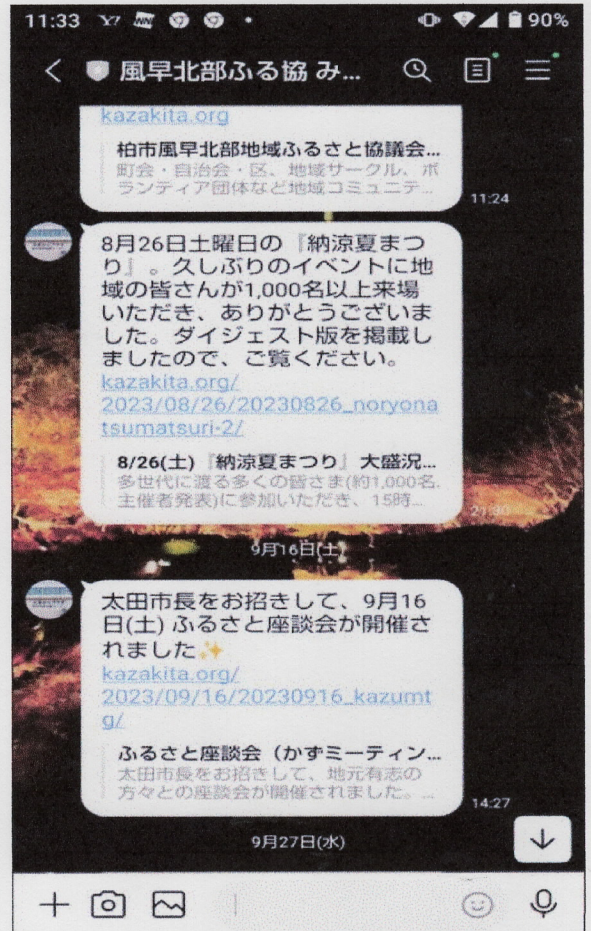 11:33 Y! 90%
風早北部ふる協 み...
kazakita.org
柏市風早北部地域ふるさと協議会...
町会・自治会・区、地域サークル、ボ
ランティア団体など地域コミュニテ...
11:24
8月26日土曜日の『納涼夏まつ
り』。久しぶりのイベントに地
域の皆さんが1,000名以上来場
いただき、ありがとうございま
した。ダイジェスト版を掲載し
ましたので、ご覧ください。
kazakita.org/
2023/08/26/20230826_noryona
tsumatsuri-2/
8/26(土)『納涼夏まつり』大盛況...
多世代に渡る多くの皆さま(約1,000名.
主催者発表)に参加いただき、15時...
21:30
9月16日(土)
太田市長をお招きして、9月16
日(土) ふるさと座談会が開催さ
れました✨
kazakita.org/
2023/09/16/20230916_kazumt
g/
ふるさと座談会（かずミーティン...
太田市長をお招きして、地元有志の
方々との座談会が開催されました。...
14:27
9月27日(水)